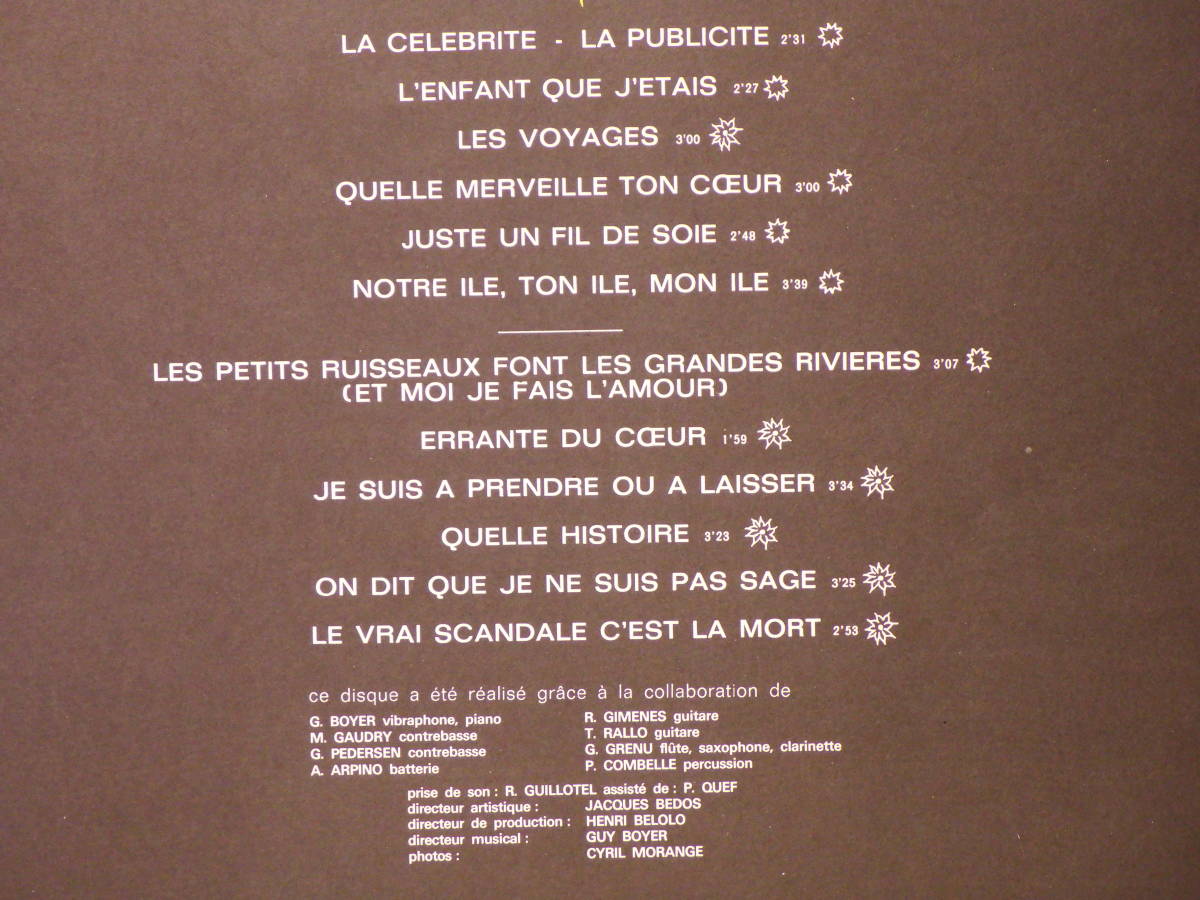 LA CELEBRITE - LA PUBLICITE 2'31
L'ENFANT QUE J'ETAIS 2'27
LES VOYAGES 3'00
QUELLE MERVEILLE TON CŒUR 3'00
JUSTE UN FIL DE SOIE 2'48
NOTRE ILE, TON ILE, MON ILE 3'39
LES PETITS RUISSEAUX FONT LES GRANDES RIVIERES 3'07
(ET MOI JE FAIS L'AMOUR)
ERRANTE DU CŒUR 1'59
JE SUIS A PRENDRE OU A LAISSER 3'34
QUELLE HISTOIRE 3'23
ON DIT QUE JE NE SUIS PAS SAGE 3'25
LE VRAI SCANDALE C'EST LA MORT 2'53
ce disque a été réalisé grâce à la collaboration de
G. BOYER vibraphone, piano
M. GAUDRY contrebasse
G. PEDERSEN contrebasse
A. ARPINO batterie
R. GIMENES guitare
T. RALLO guitare
G. GRENU flûte, saxophone, clarinette
P. COMBELLE percussion
prise de son : R. GUILLOTEL assisté de : P. QUEF
directeur artistique : JACQUES BEDOS
directeur de production : HENRI BELOLO
directeur musical : GUY BOYER
photos : CYRIL MORANGE